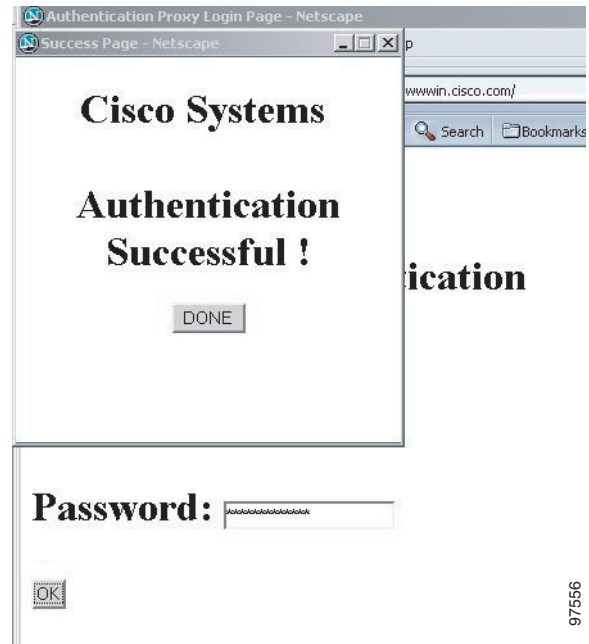 Authentication Proxy Login Page - Netscape
Success Page - Netscape
p
wwwin.cisco.com/
Search Bookmarks
Cisco Systems
Authentication
Successful !
DONE
ication
Password: **************
OK
97556